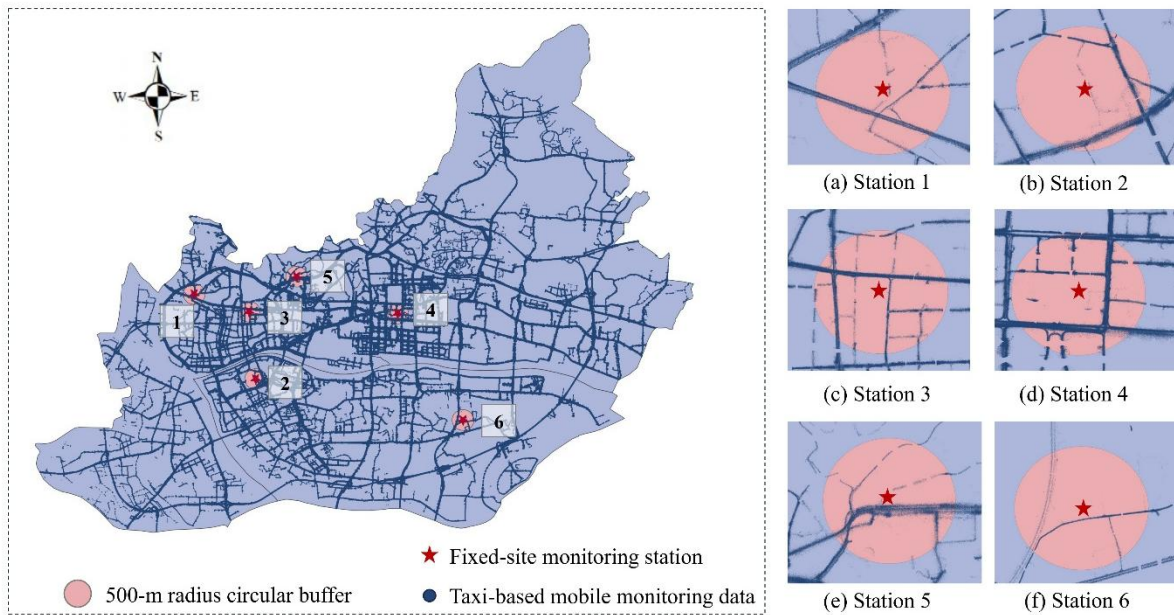 N
W E
S
5
1 3 4
2
6
Fixed-site monitoring station
500-m radius circular buffer
Taxi-based mobile monitoring data
(a) Station 1
(b) Station 2
(c) Station 3
(d) Station 4
(e) Station 5
(f) Station 6